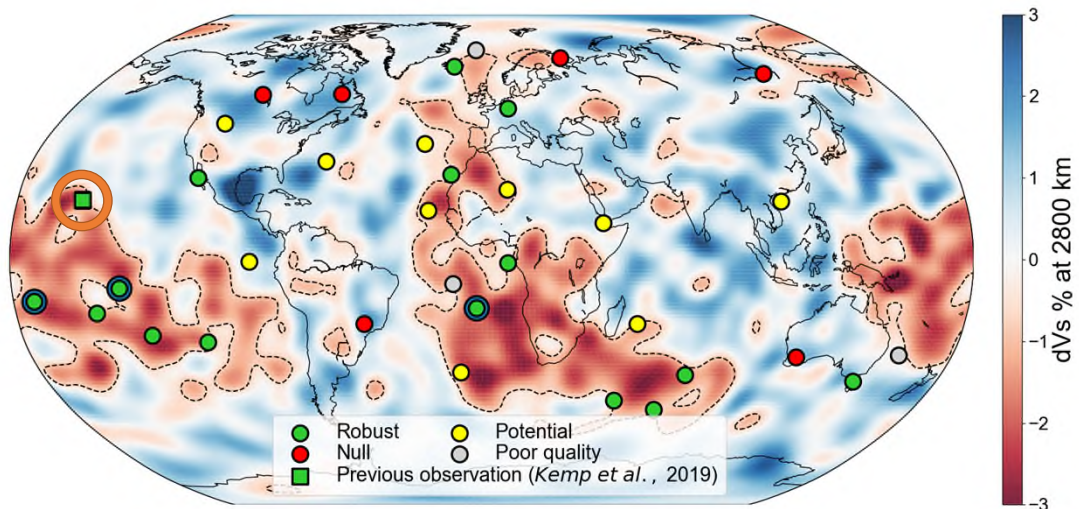 3
2
1
0
−1
−2
−3
dVs % at 2800 km
Robust
Potential
Null
Poor quality
Previous observation (Kemp et al., 2019)